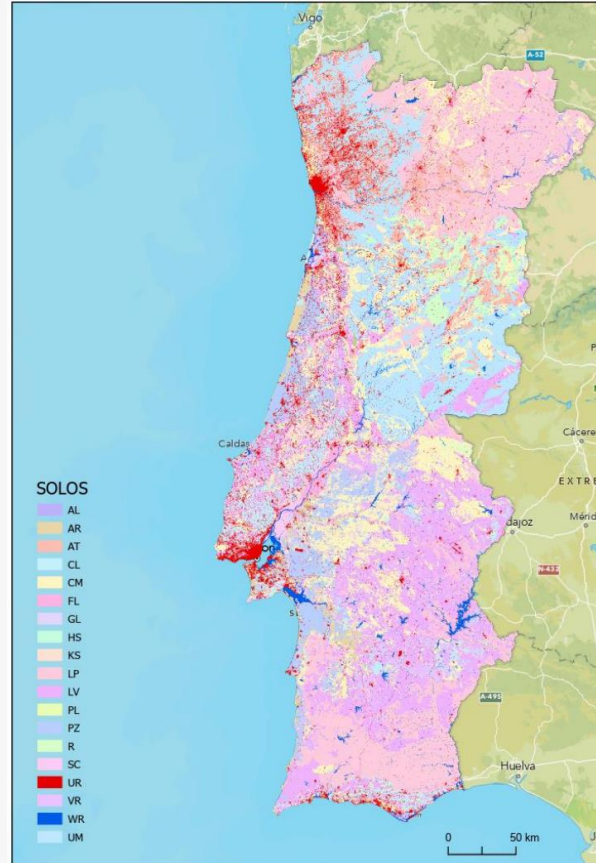 Vigo
A-52
Caldas
Cácere
EXTRE
dajoz
Mérid
N-432
A-495
Huelva
SOLOS
AL
AR
AT
CL
CM
FL
GL
HS
KS
LP
LV
PL
PZ
R
SC
UR
VR
WR
UM
0 50 km